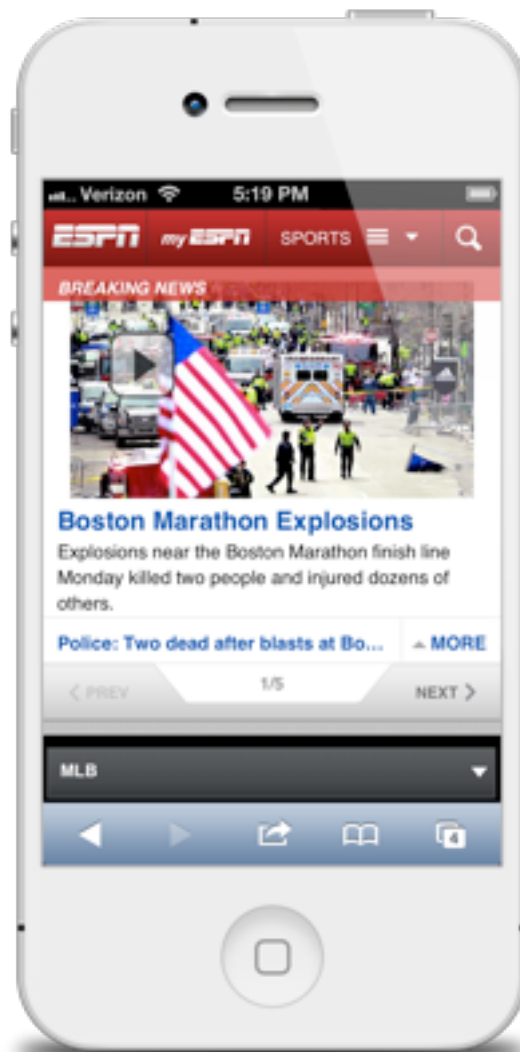 Verizon 5:19 PM
ESPN my ESPN SPORTS
BREAKING NEWS
Boston Marathon Explosions
Explosions near the Boston Marathon finish line
Monday killed two people and injured dozens of
others.
Police: Two dead after blasts at Bo... MORE
PREV 1/5 NEXT
MLB
4